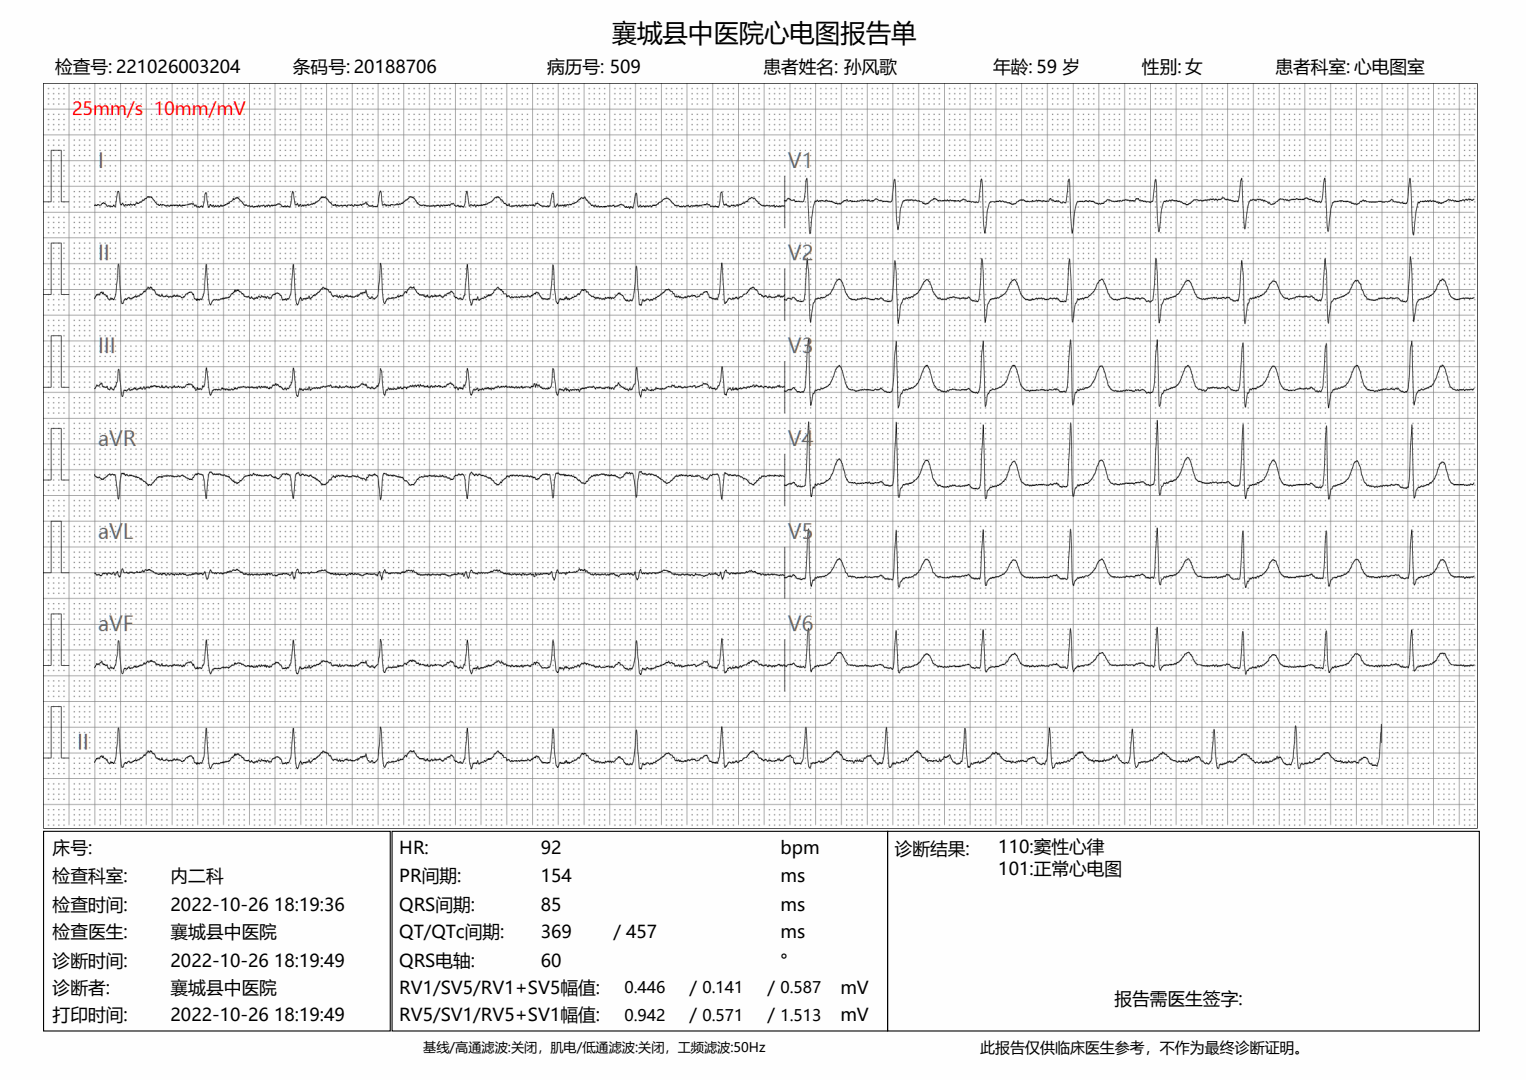 襄城县中医院心电图报告单
检查号: 221026003204 条码号: 20188706 病历号: 509 患者姓名: 孙风歌 年龄: 59 岁 性别: 女 患者科室: 心电图室
25mm/s 10mm/mV
I V1
II V2
III V3
aVR V4
aVL V5
aVF V6
II
床号:
检查科室: 内二科
检查时间: 2022-10-26 18:19:36
检查医生: 襄城县中医院
诊断时间: 2022-10-26 18:19:49
诊断者: 襄城县中医院
打印时间: 2022-10-26 18:19:49
HR: 92 bpm
PR间期: 154 ms
QRS间期: 85 ms
QT/QTc间期: 369 / 457 ms
QRS电轴: 60 °
RV1/SV5/RV1+SV5幅值: 0.446 / 0.141 / 0.587 mV
RV5/SV1/RV5+SV1幅值: 0.942 / 0.571 / 1.513 mV
诊断结果: 110:窦性心律
101:正常心电图
报告需医生签字:
基线/高通滤波:关闭，肌电/低通滤波:关闭，工频滤波:50Hz
此报告仅供临床医生参考，不作为最终诊断证明。